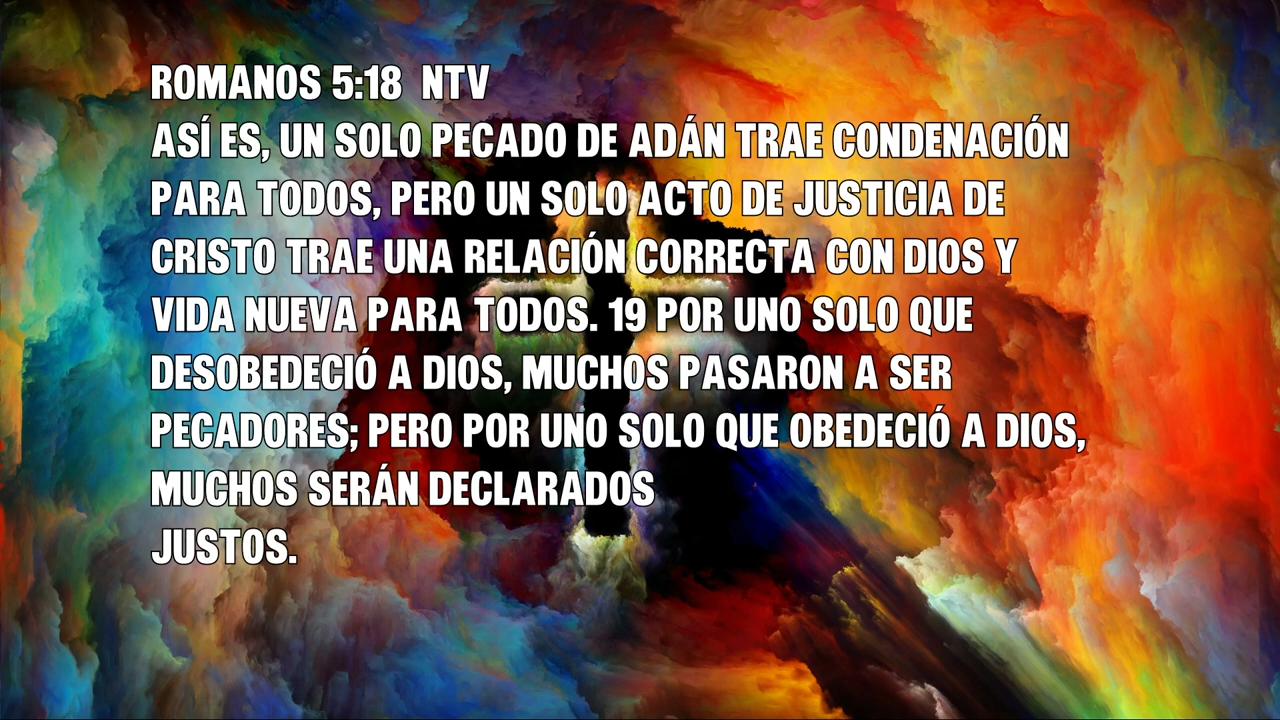 ROMANOS 5:18 NTV
ASÍ ES, UN SOLO PECADO DE ADÁN TRAE CONDENACIÓN
PARA TODOS, PERO UN SOLO ACTO DE JUSTICIA DE
CRISTO TRAE UNA RELACIÓN CORRECTA CON DIOS Y
VIDA NUEVA PARA TODOS. 19 POR UNO SOLO QUE
DESOBEDECIÓ A DIOS, MUCHOS PASARON A SER
PECADORES; PERO POR UNO SOLO QUE OBEDECIÓ A DIOS,
MUCHOS SERÁN DECLARADOS
JUSTOS.